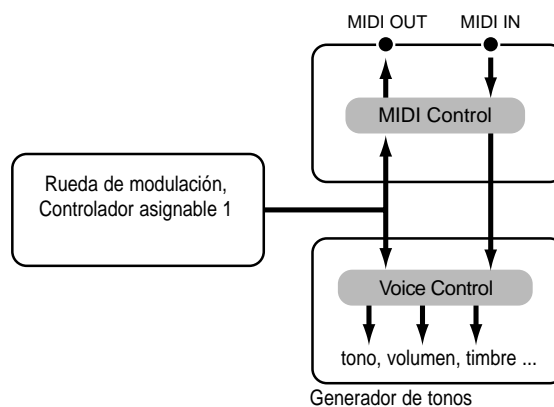 MIDI OUT MIDI IN
MIDI Control
Rueda de modulación,
Controlador asignable 1
Voice Control
tono, volumen, timbre ...
Generador de tonos